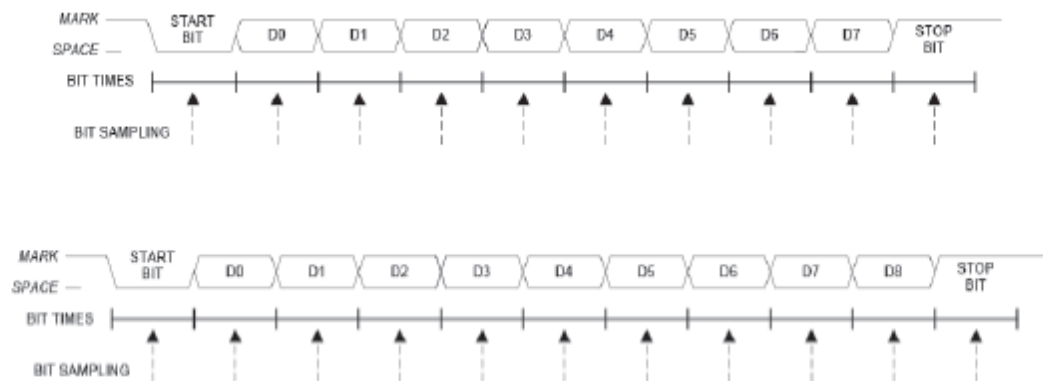 MARK START BIT D0 D1 D2 D3 D4 D5 D6 D7 STOP BIT
SPACE
BIT TIMES
BIT SAMPLING
MARK START BIT D0 D1 D2 D3 D4 D5 D6 D7 D8 STOP BIT
SPACE
BIT TIMES
BIT SAMPLING